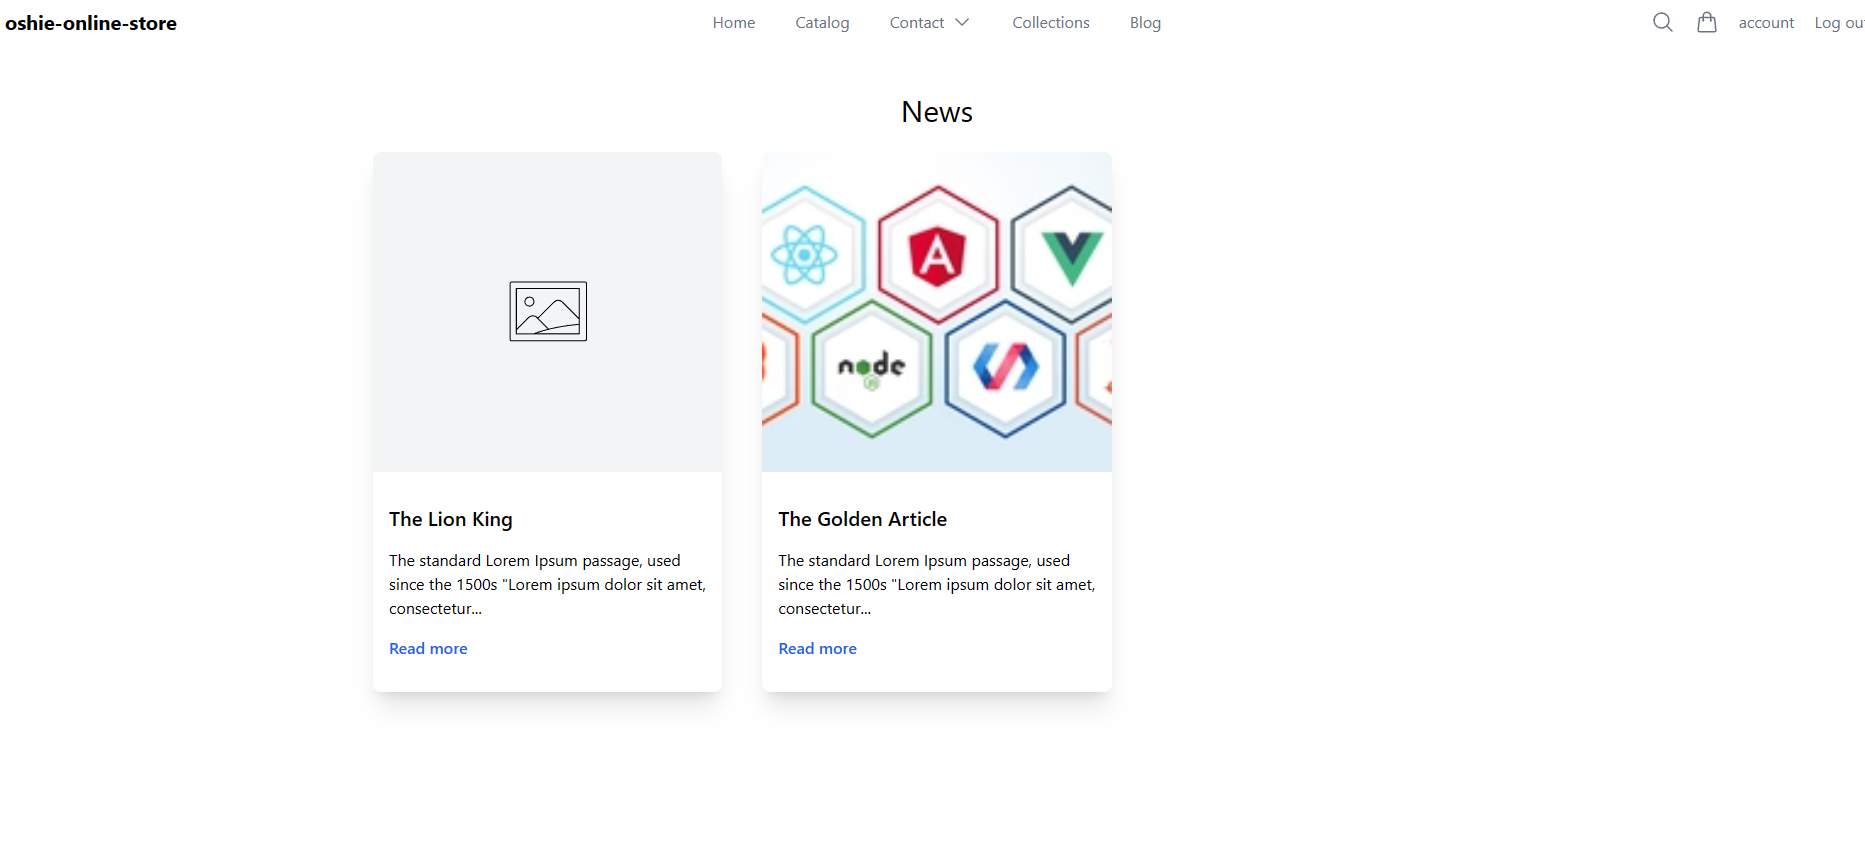 oshie-online-store
Home Catalog Contact Collections Blog
account Log out
News
node
JS
The Lion King
The standard Lorem Ipsum passage, used
since the 1500s "Lorem ipsum dolor sit amet,
consectetur...
Read more
The Golden Article
The standard Lorem Ipsum passage, used
since the 1500s "Lorem ipsum dolor sit amet,
consectetur...
Read more